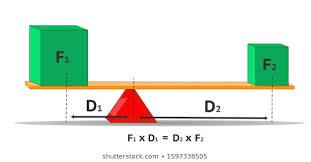 F₁
F₂
D₁
D₂
F₁ x D₁ = D₂ x F₂
shutterstock.com • 1597338505